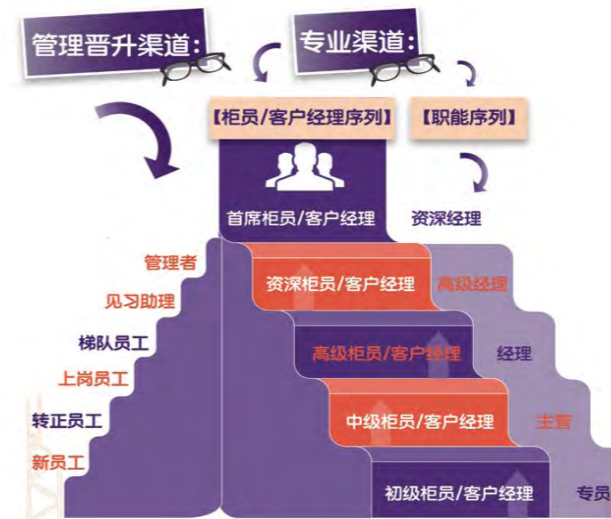 管理晋升渠道：
专业渠道：
【柜员/客户经理序列】
【职能序列】
首席柜员/客户经理
资深经理
管理者
资深柜员/客户经理
高级经理
见习助理
梯队员工
高级柜员/客户经理
经理
上岗员工
转正员工
中级柜员/客户经理
主管
新员工
初级柜员/客户经理
专员